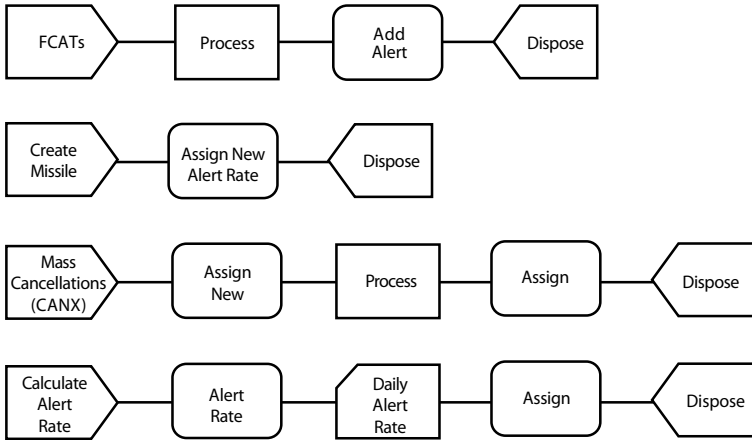 FCATs
Process
Add
Alert
Dispose
Create
Missile
Assign New
Alert Rate
Dispose
Mass
Cancellations
(CANX)
Assign
New
Process
Assign
Dispose
Calculate
Alert
Rate
Alert
Rate
Daily
Alert
Rate
Assign
Dispose